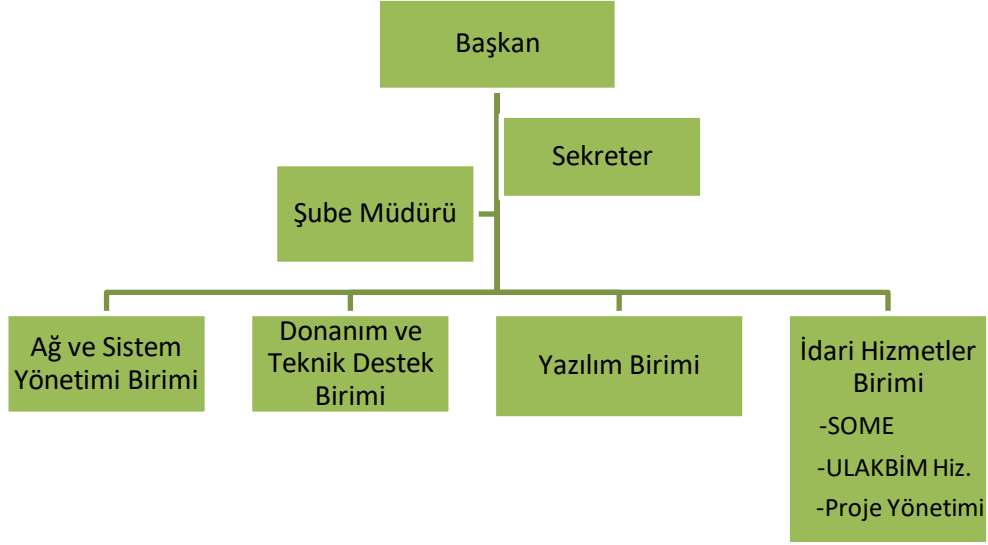 Başkan
Sekreter
Şube Müdürü
Ağ ve Sistem
Yönetimi Birimi
Donanım ve
Teknik Destek
Birimi
Yazılım Birimi
İdari Hizmetler
Birimi
-SOME
-ULAKBİM Hiz.
-Proje Yönetimi